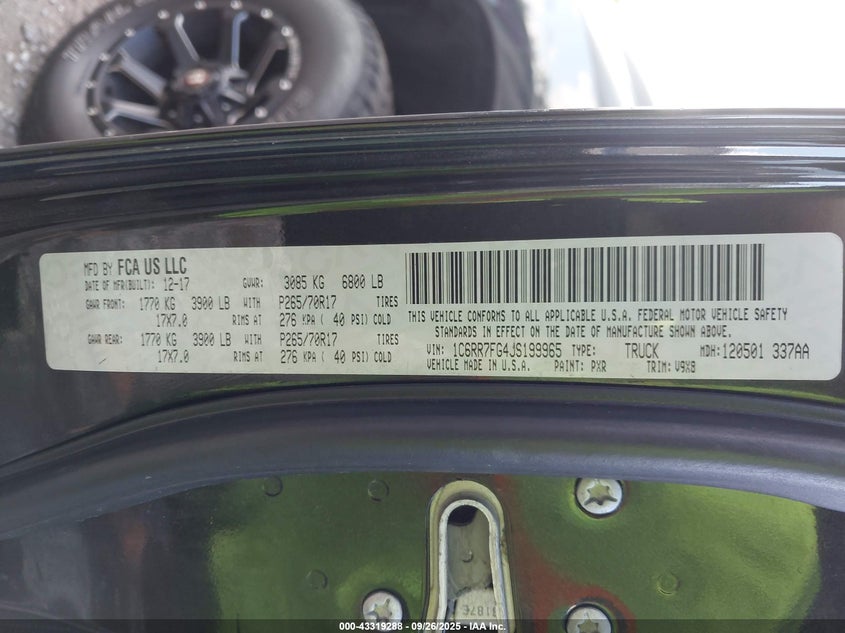 MFD BY FCA US LLC
DATE OF MFR(BUILT): 12-17 GVWR: 3085 KG 6800 LB
GAWR FRONT: 1770 KG 3900 LB WITH P265/70R17 TIRES
17X7.0 RIMS AT 276 KPA ( 40 PSI) COLD
GAWR REAR: 1770 KG 3900 LB WITH P265/70R17 TIRES
17X7.0 RIMS AT 276 KPA ( 40 PSI) COLD
THIS VEHICLE CONFORMS TO ALL APPLICABLE U.S.A. FEDERAL MOTOR VEHICLE SAFETY
STANDARDS IN EFFECT ON THE DATE OF MANUFACTURE SHOWN ABOVE.
VIN: 1C6RR7FG4JS199965 TYPE: TRUCK MDH: 120501 337AA
VEHICLE MADE IN U.S.A. PAINT: PXR TRIM: V9X8
000-43319288 - 09/26/2025 - IAA Inc.